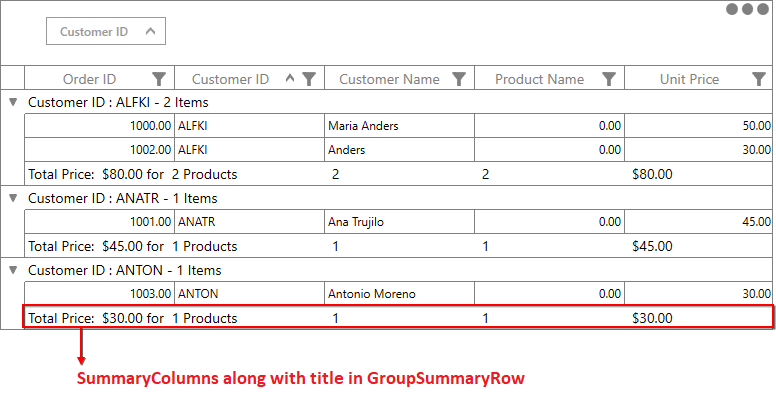 Customer ID
Order ID Customer ID Customer Name Product Name Unit Price
Customer ID : ALFKI - 2 Items
1000.00 ALFKI Maria Anders 0.00 50.00
1002.00 ALFKI Anders 0.00 30.00
Total Price: $80.00 for 2 Products 2 2 $80.00
Customer ID : ANATR - 1 Items
1001.00 ANATR Ana Trujilo 0.00 45.00
Total Price: $45.00 for 1 Products 1 1 $45.00
Customer ID : ANTON - 1 Items
1003.00 ANTON Antonio Moreno 0.00 30.00
Total Price: $30.00 for 1 Products 1 1 $30.00
SummaryColumns along with title in GroupSummaryRow